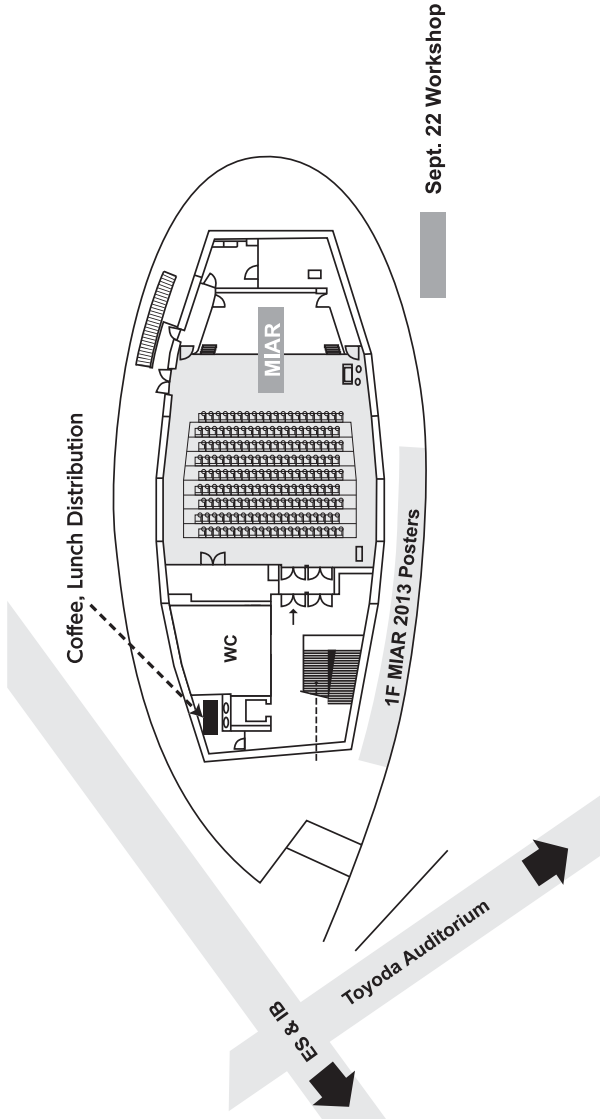 Sept. 22 Workshop
Coffee, Lunch Distribution
MIAR
WC
1F MIAR 2013 Posters
Toyoda Auditorium
ES & IB